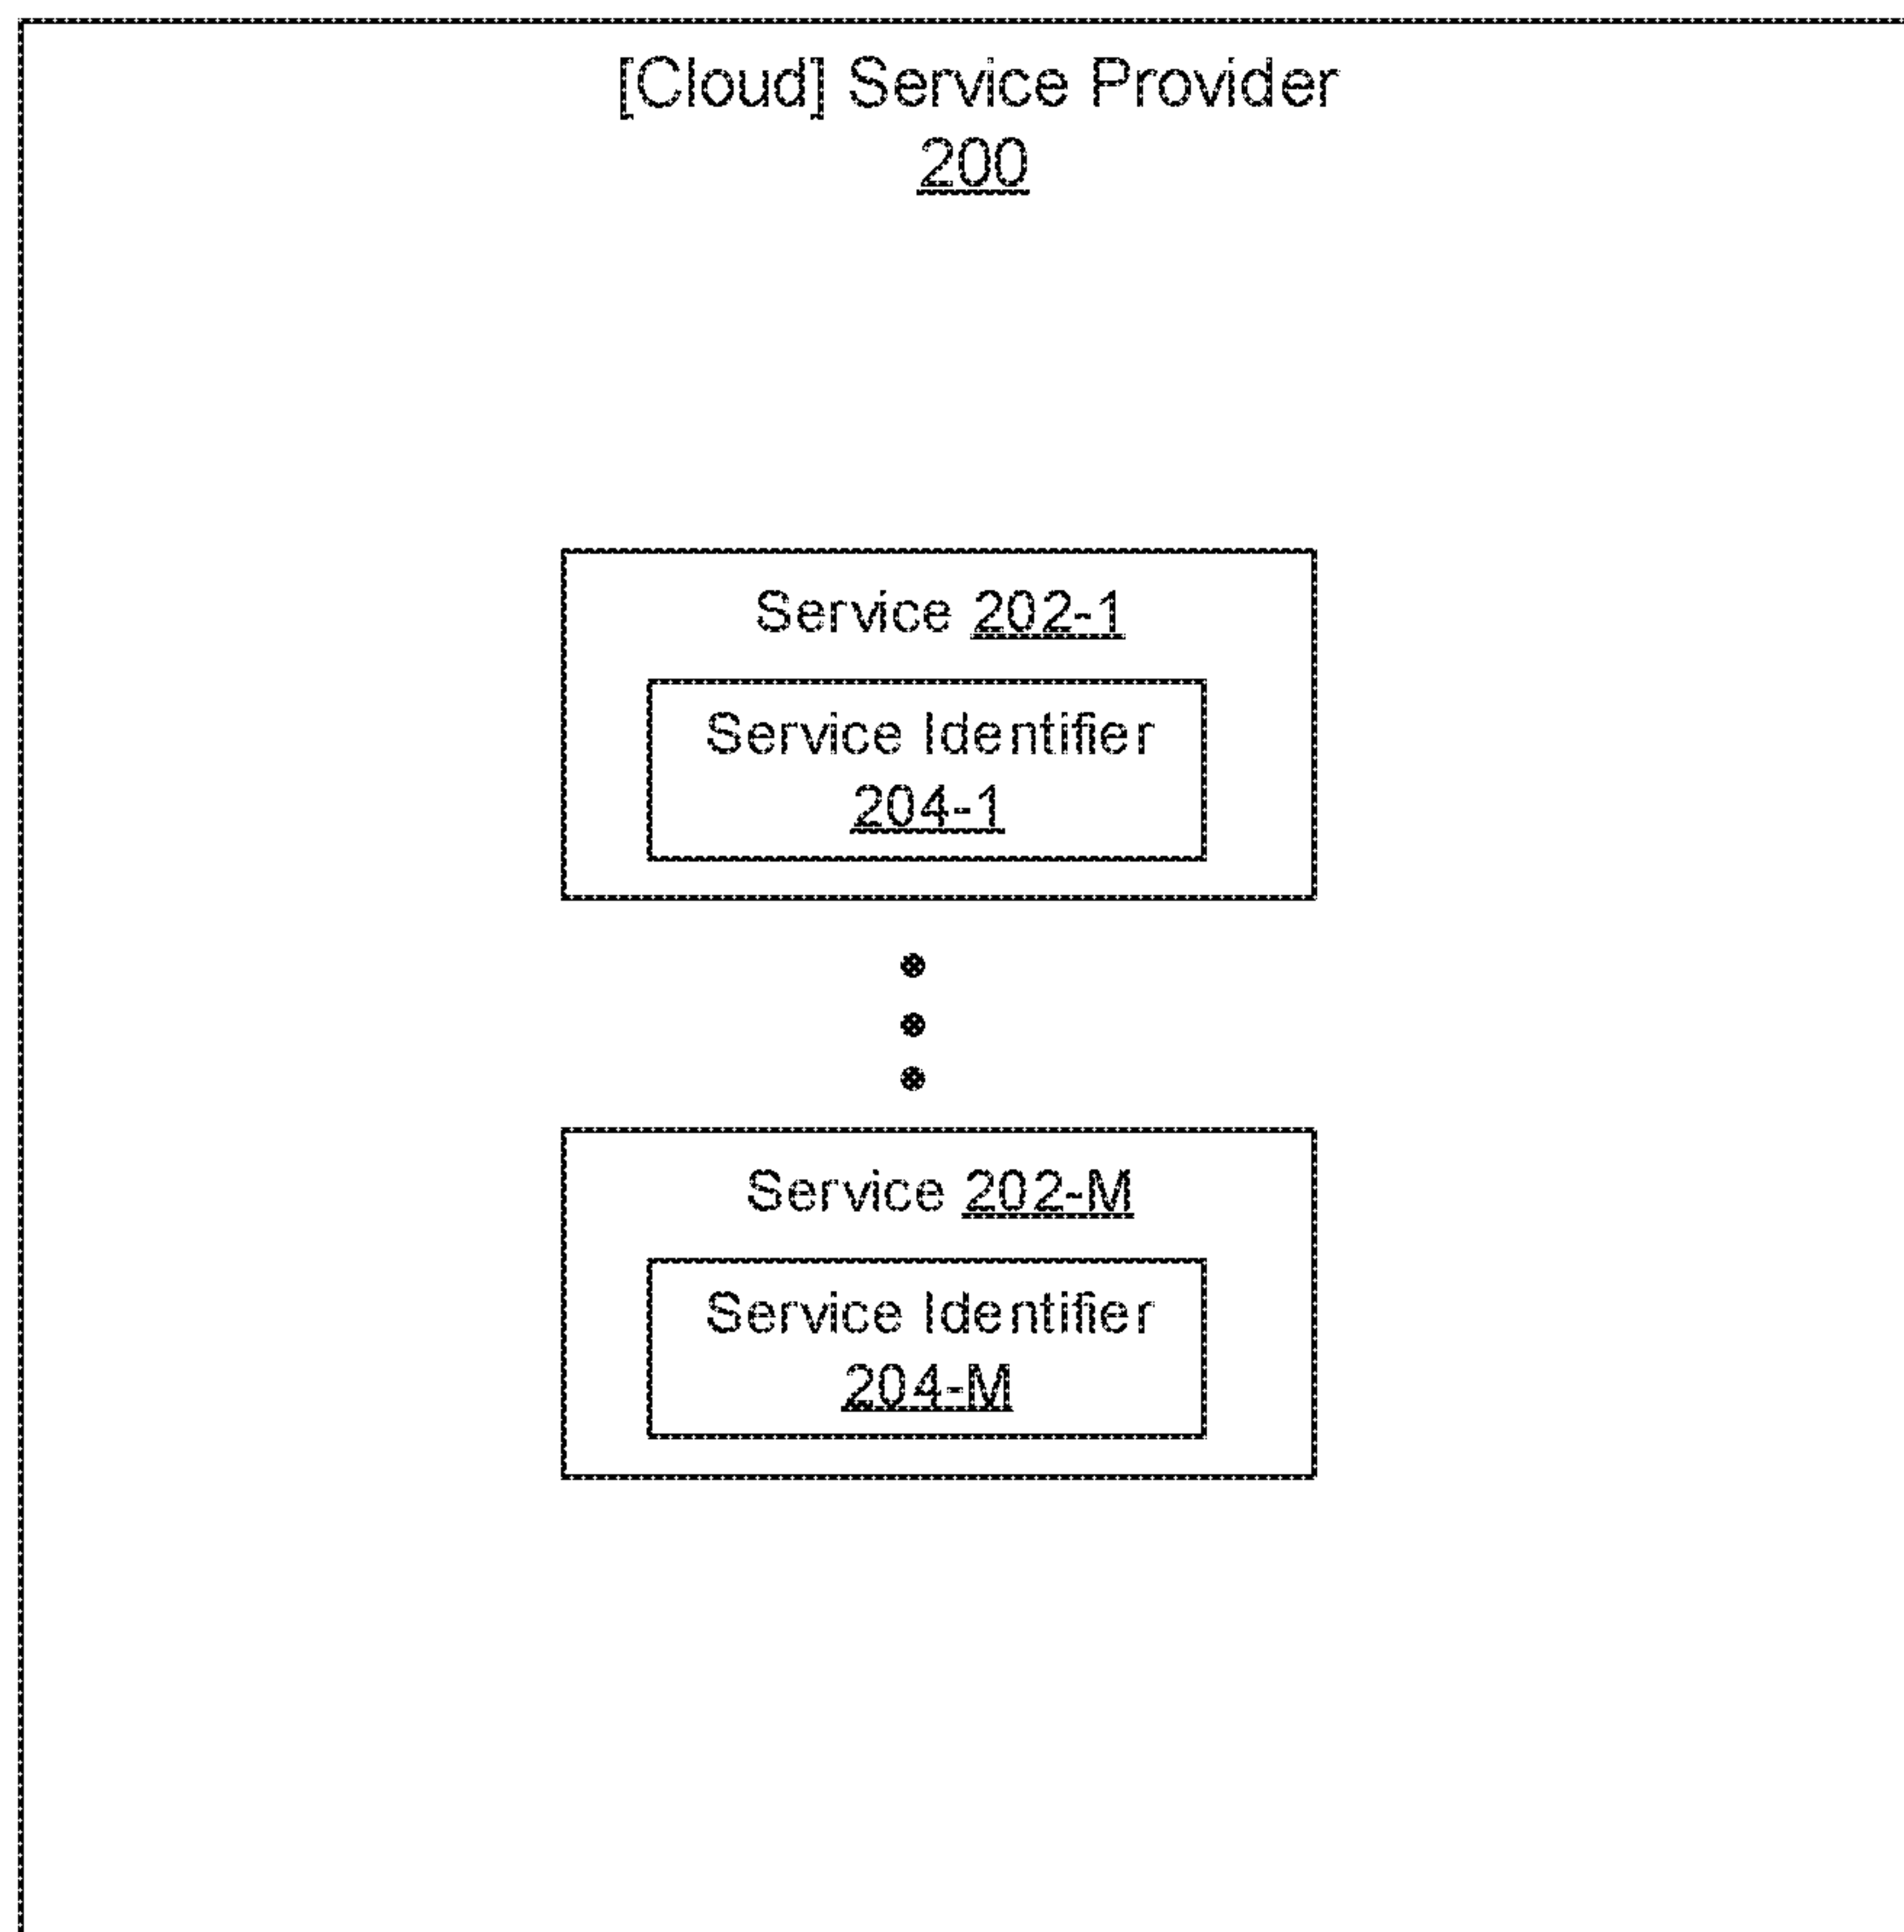 [Cloud] Service Provider
200
Service 202-1
Service Identifier
204-1
Service 202-M
Service Identifier
204-M